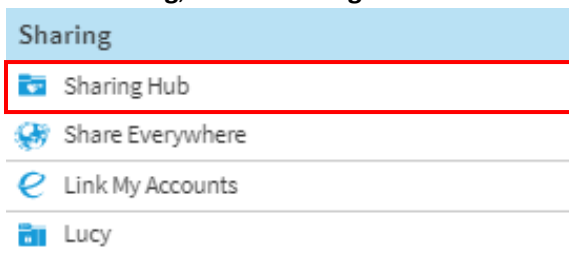 Sharing
Sharing Hub
Share Everywhere
Link My Accounts
Lucy